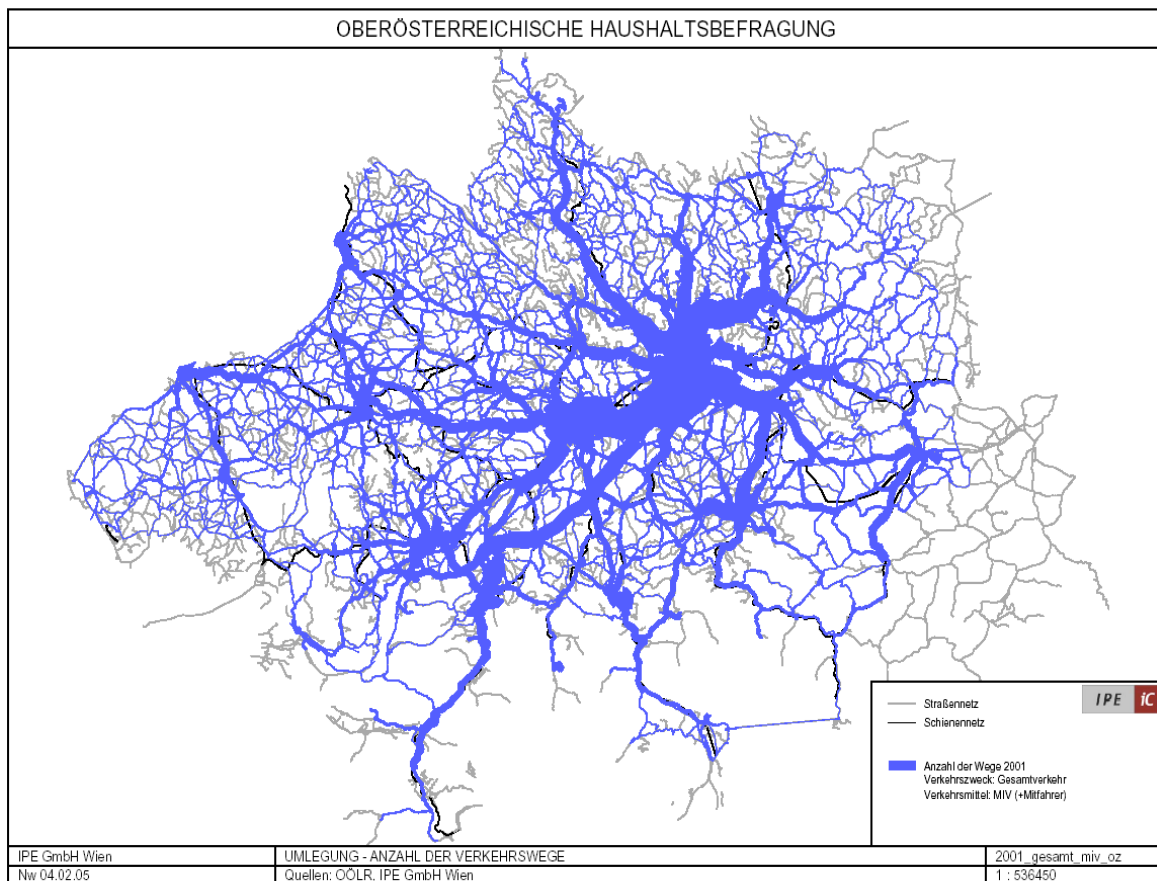 OBERÖSTERREICHISCHE HAUSHALTSBEFRAGUNG
IPE iC
Straßennetz
Schienennetz
Anzahl der Wege 2001
Verkehrszweck: Gesamtverkehr
Verkehrsmittel: MIV (+Mitfahrer)
IPE GmbH Wien
UMLEGUNG - ANZAHL DER VERKEHRSWEGE
2001_gesamt_miv_oz
Nw 04.02.05
Quellen: OÖLR, IPE GmbH Wien
1 : 536450